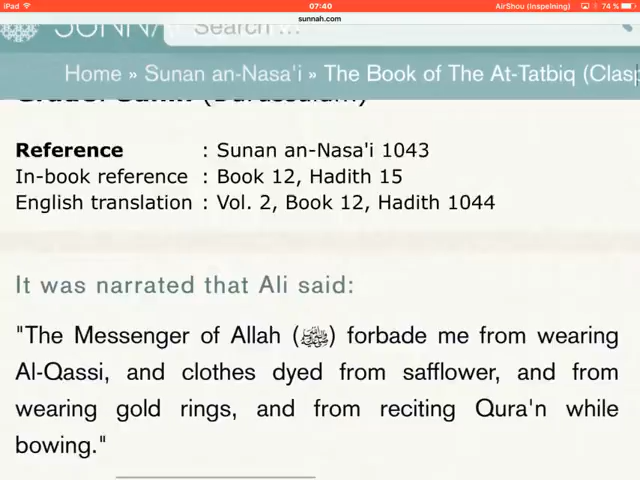 iPad 07:40 AirShou (Inspelning) 74 %
sunnah.com
SUNNA Search ...
Home » Sunan an-Nasa'i » The Book of The At-Tatbiq (Clasp
Grade: Sahih (Darussalam)
Reference : Sunan an-Nasa'i 1043
In-book reference : Book 12, Hadith 15
English translation : Vol. 2, Book 12, Hadith 1044
It was narrated that Ali said:
"The Messenger of Allah (ﷺ) forbade me from wearing
Al-Qassi, and clothes dyed from safflower, and from
wearing gold rings, and from reciting Qura'n while
bowing."